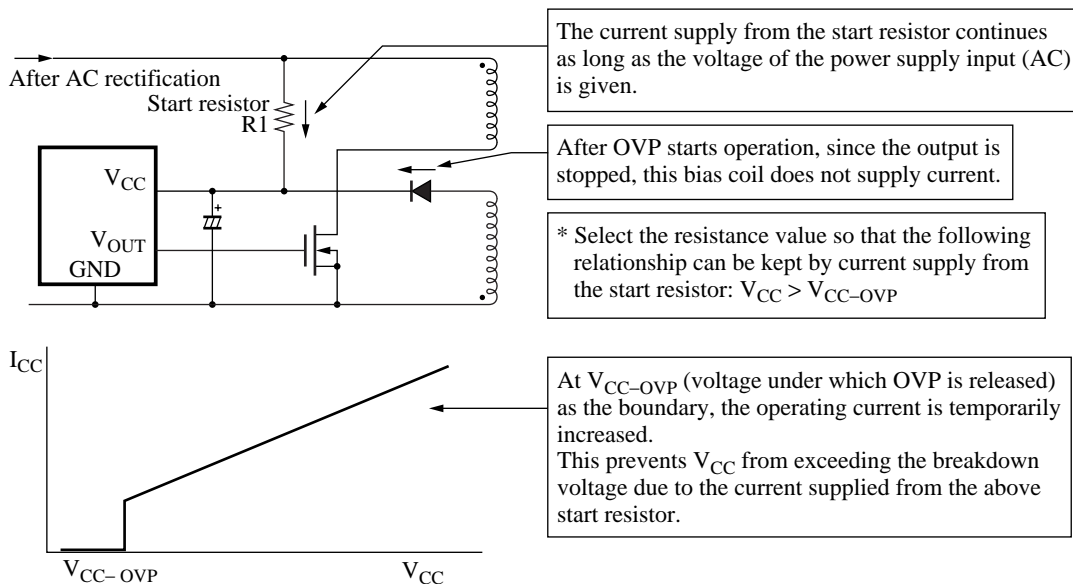 After AC rectification
Start resistor
R1
VCC
VOUT
GND
+
The current supply from the start resistor continues
as long as the voltage of the power supply input (AC)
is given.
After OVP starts operation, since the output is
stopped, this bias coil does not supply current.
* Select the resistance value so that the following
relationship can be kept by current supply from
the start resistor: VCC > VCC–OVP
ICC
VCC– OVP
VCC
At VCC–OVP (voltage under which OVP is released)
as the boundary, the operating current is temporarily
increased.
This prevents VCC from exceeding the breakdown
voltage due to the current supplied from the above
start resistor.